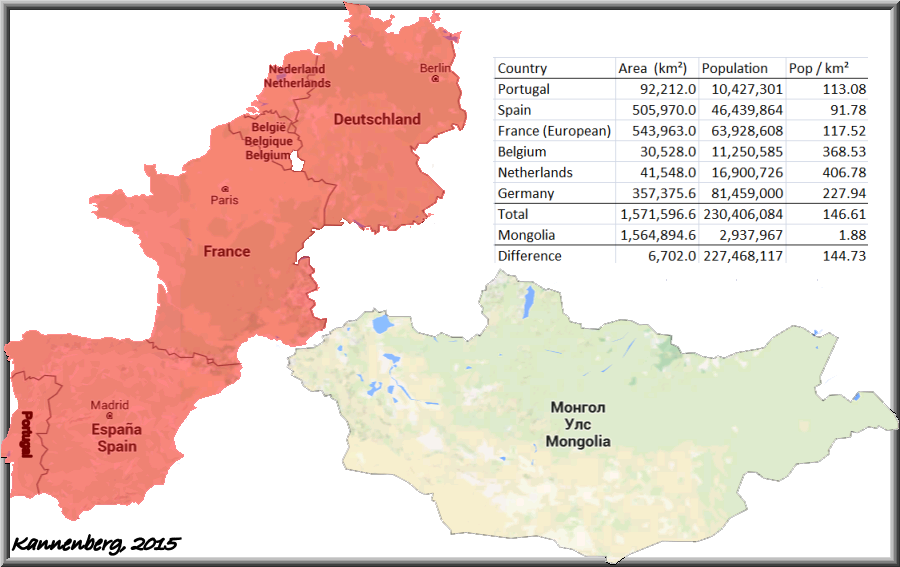 Nederland
Netherlands
Berlin
België
Belgique
Belgium
Deutschland
Paris
France
Madrid
España
Spain
Portugal
Country Area (km²) Population Pop / km²
Portugal 92,212.0 10,427,301 113.08
Spain 505,970.0 46,439,864 91.78
France (European) 543,963.0 63,928,608 117.52
Belgium 30,528.0 11,250,585 368.53
Netherlands 41,548.0 16,900,726 406.78
Germany 357,375.6 81,459,000 227.94
Total 1,571,596.6 230,406,084 146.61
Mongolia 1,564,894.6 2,937,967 1.88
Difference 6,702.0 227,468,117 144.73
Монгол
Улс
Mongolia
Kannenberg, 2015